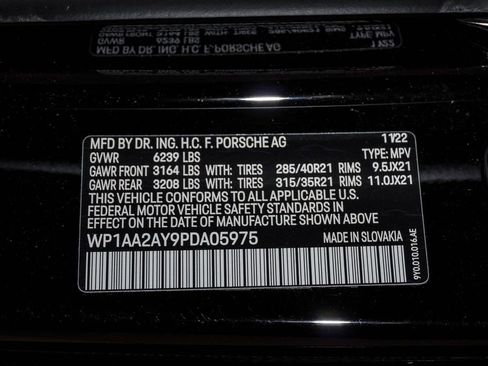 MFD BY DR. ING. H.C. F. PORSCHE AG 11/22
GVWR 6239 LBS TYPE: MPV
GAWR FRONT 3164 LBS WITH: TIRES 285/40R21 RIMS 9.5JX21
GAWR REAR 3208 LBS WITH: TIRES 315/35R21 RIMS 11.0JX21
THIS VEHICLE CONFORMS TO ALL APPLICABLE U.S.
FEDERAL MOTOR VEHICLE SAFETY STANDARDS IN
EFFECT ON THE DATE OF MANUFACTURE SHOWN ABOVE
WP1AA2AY9PDA05975 MADE IN SLOVAKIA
9Y0.010.016.AE